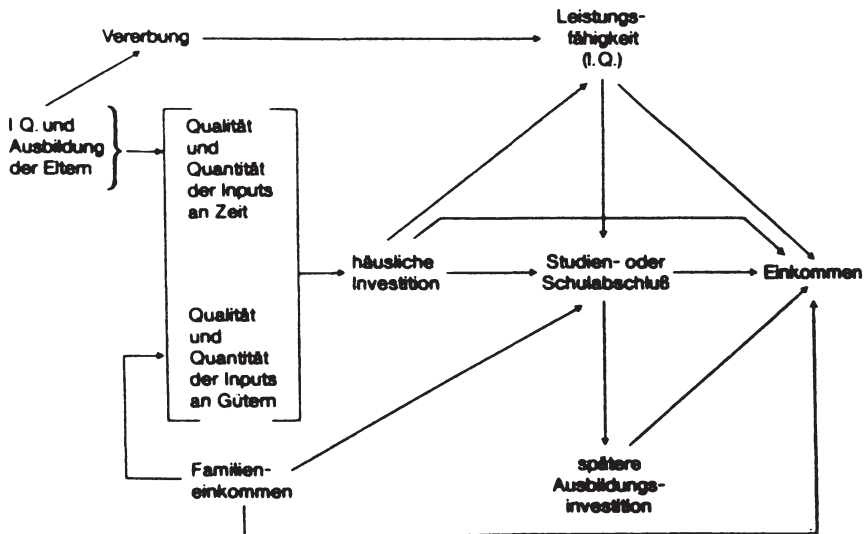 Vererbung
Leistungs-
fähigkeit
(I.Q.)
I Q. und
Ausbildung
der Eltern
Qualität
und
Quantität
der Inputs
an Zeit
häusliche
Investition
Studien- oder
Schulabschluß
Einkommen
Qualität
und
Quantität
der Inputs
an Gütern
Familien-
einkommen
spätere
Ausbildungs-
investition